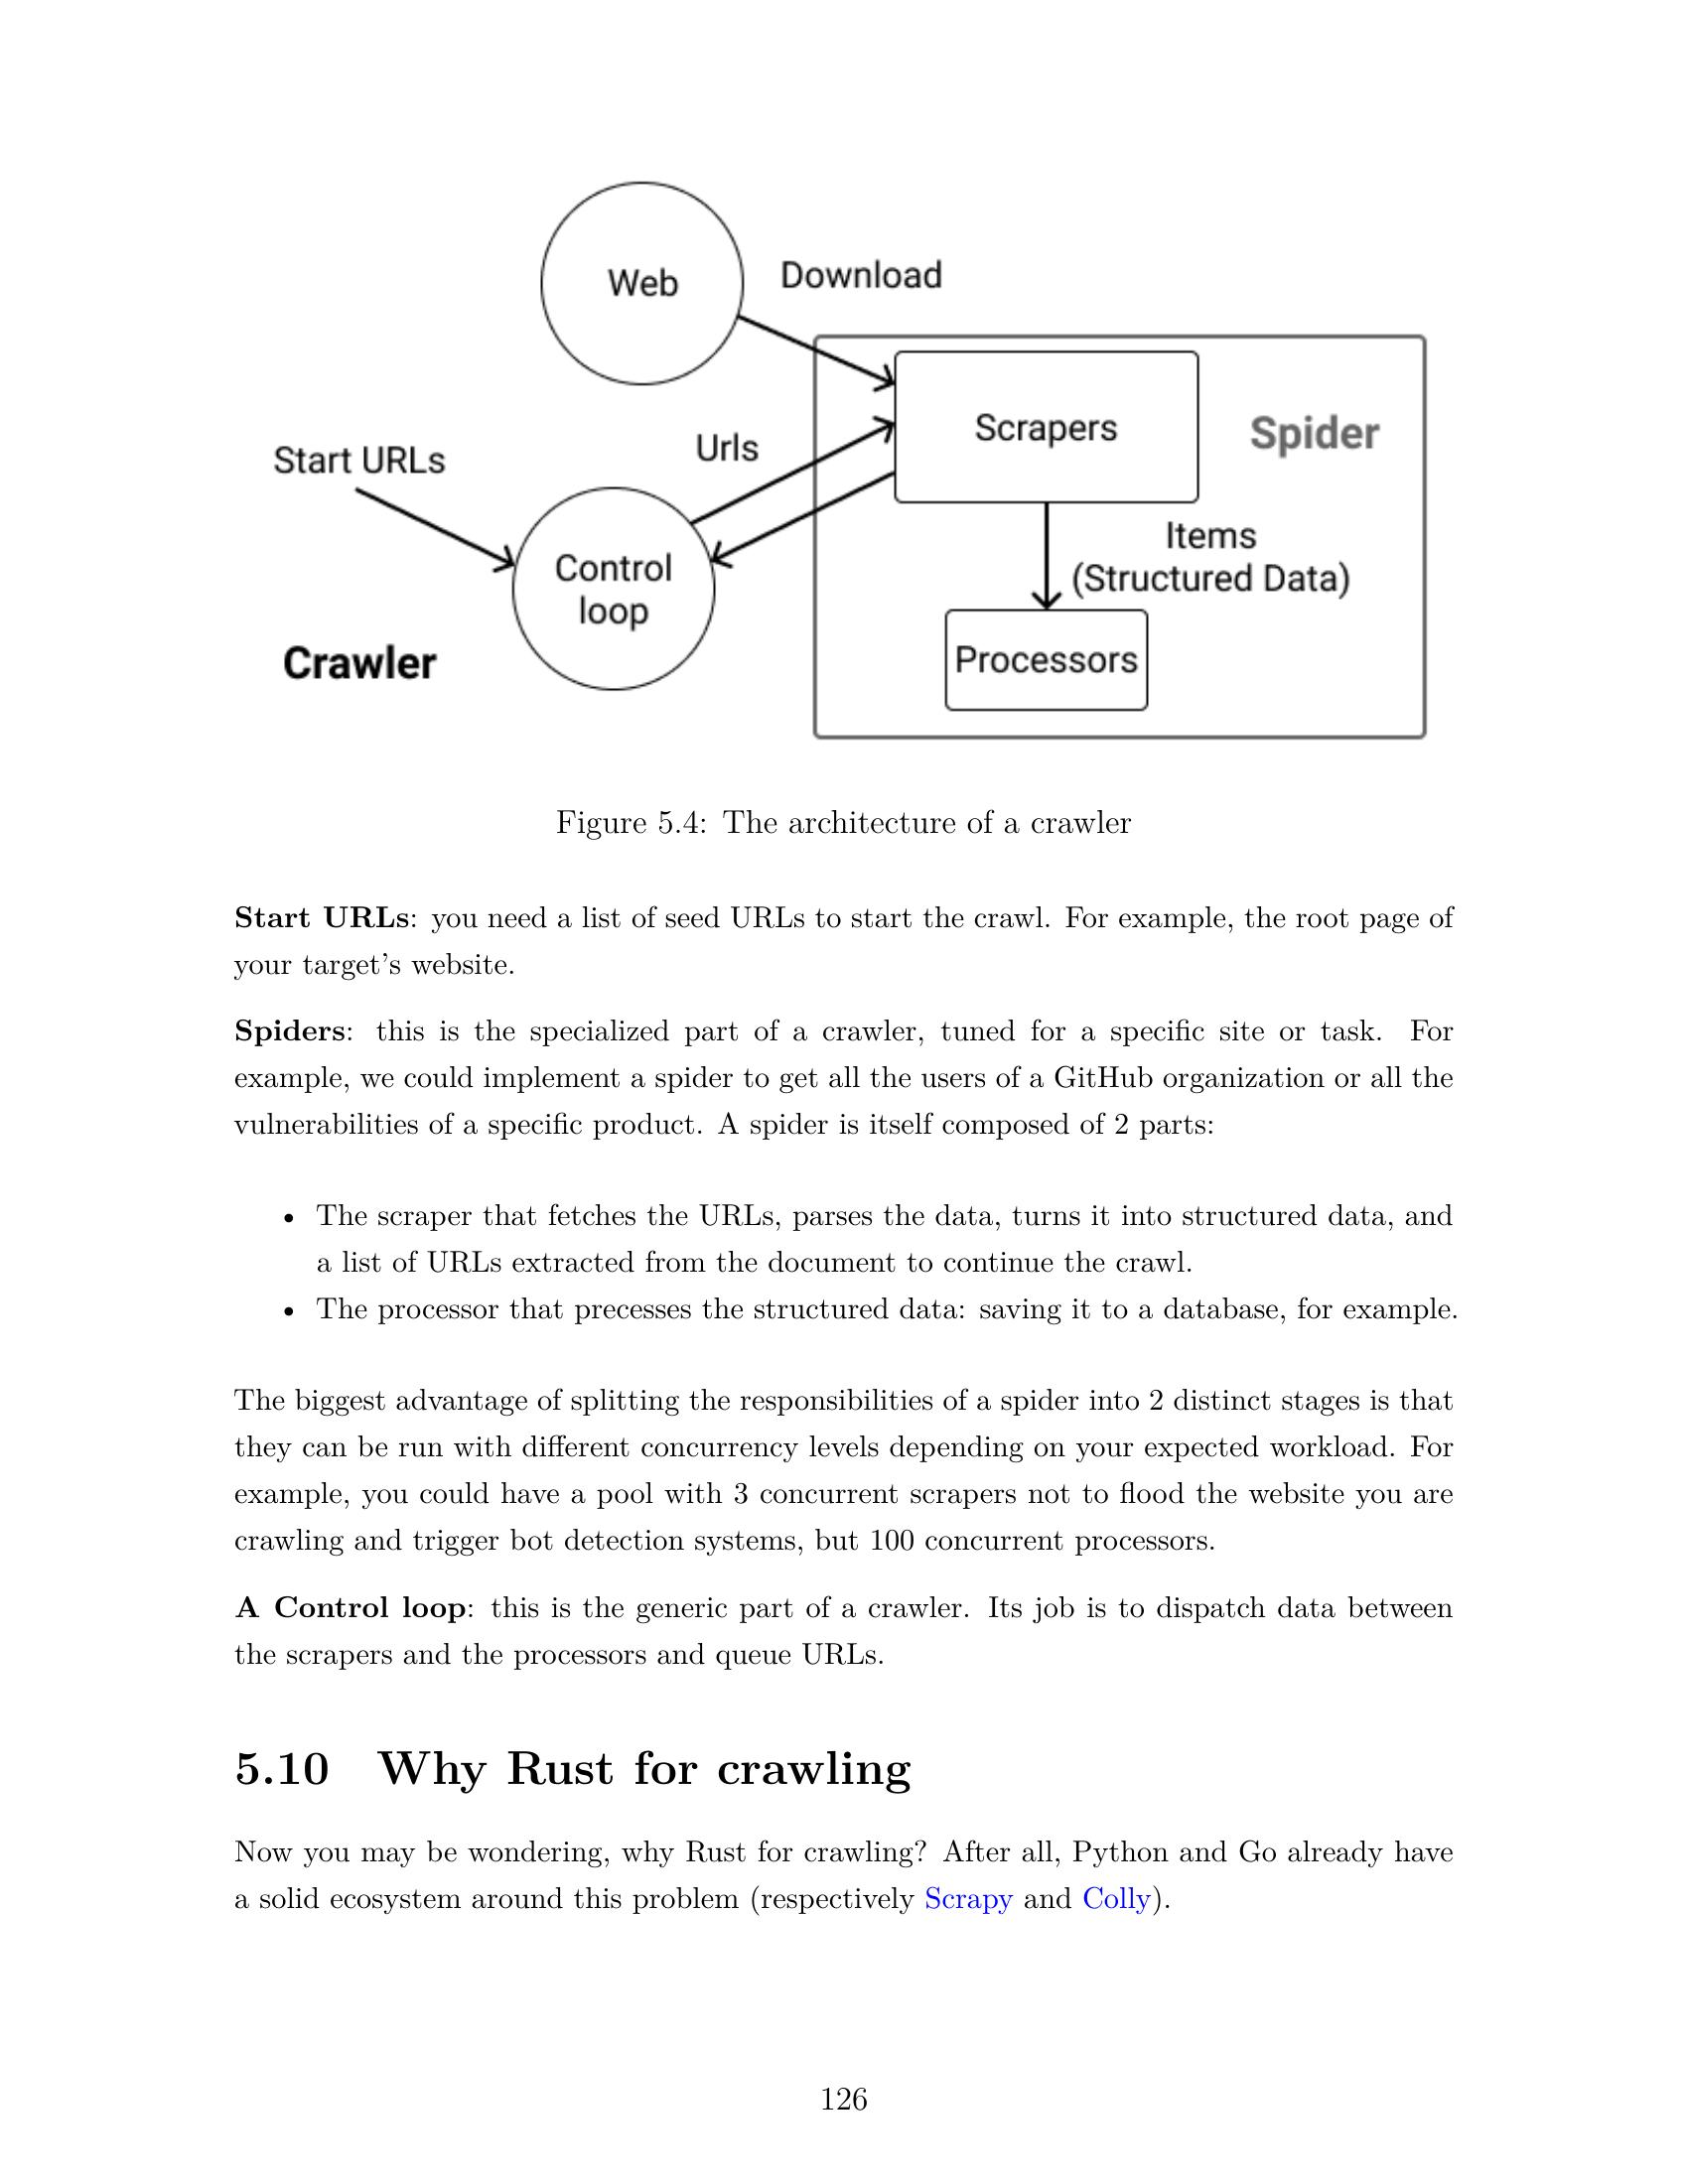 Web
Download
Scrapers
Spider
Urls
Start URLs
Items
(Structured Data)
Control
loop
Processors
Crawler
Figure 5.4: The architecture of a crawler
Start URLs: you need a list of seed URLs to start the crawl. For example, the root page of
your target’s website.
Spiders: this is the specialized part of a crawler, tuned for a specific site or task. For
example, we could implement a spider to get all the users of a GitHub organization or all the
vulnerabilities of a specific product. A spider is itself composed of 2 parts:
• The scraper that fetches the URLs, parses the data, turns it into structured data, and
a list of URLs extracted from the document to continue the crawl.
• The processor that precesses the structured data: saving it to a database, for example.
The biggest advantage of splitting the responsibilities of a spider into 2 distinct stages is that
they can be run with different concurrency levels depending on your expected workload. For
example, you could have a pool with 3 concurrent scrapers not to flood the website you are
crawling and trigger bot detection systems, but 100 concurrent processors.
A Control loop: this is the generic part of a crawler. Its job is to dispatch data between
the scrapers and the processors and queue URLs.
5.10 Why Rust for crawling
Now you may be wondering, why Rust for crawling? After all, Python and Go already have
a solid ecosystem around this problem (respectively Scrapy and Colly).
126